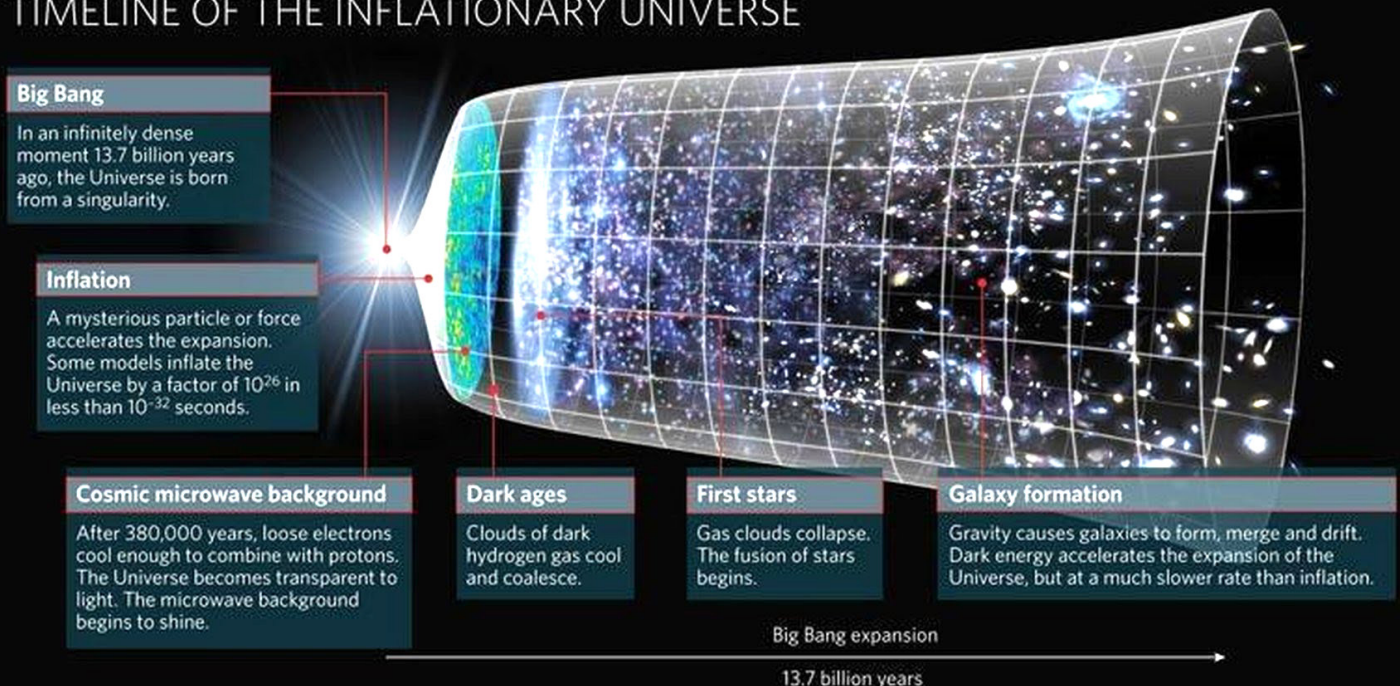 TIMELINE OF THE INFLATIONARY UNIVERSE
Big Bang
In an infinitely dense
moment 13.7 billion years
ago, the Universe is born
from a singularity.
Inflation
A mysterious particle or force
accelerates the expansion.
Some models inflate the
Universe by a factor of 10²⁶ in
less than 10⁻³² seconds.
Cosmic microwave background
After 380,000 years, loose electrons
cool enough to combine with protons.
The Universe becomes transparent to
light. The microwave background
begins to shine.
Dark ages
Clouds of dark
hydrogen gas cool
and coalesce.
First stars
Gas clouds collapse.
The fusion of stars
begins.
Galaxy formation
Gravity causes galaxies to form, merge and drift.
Dark energy accelerates the expansion of the
Universe, but at a much slower rate than inflation.
Big Bang expansion
13.7 billion years